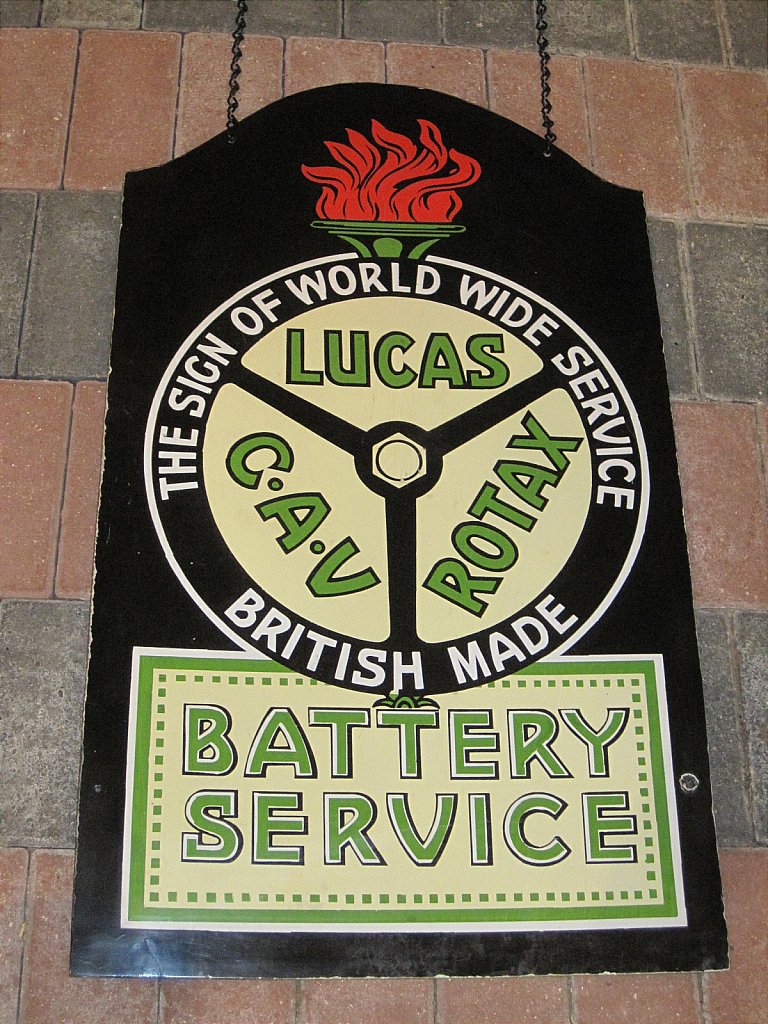 THE SIGN OF WORLD WIDE SERVICE
LUCAS
C·A·V
ROTAX
BRITISH MADE
BATTERY
SERVICE